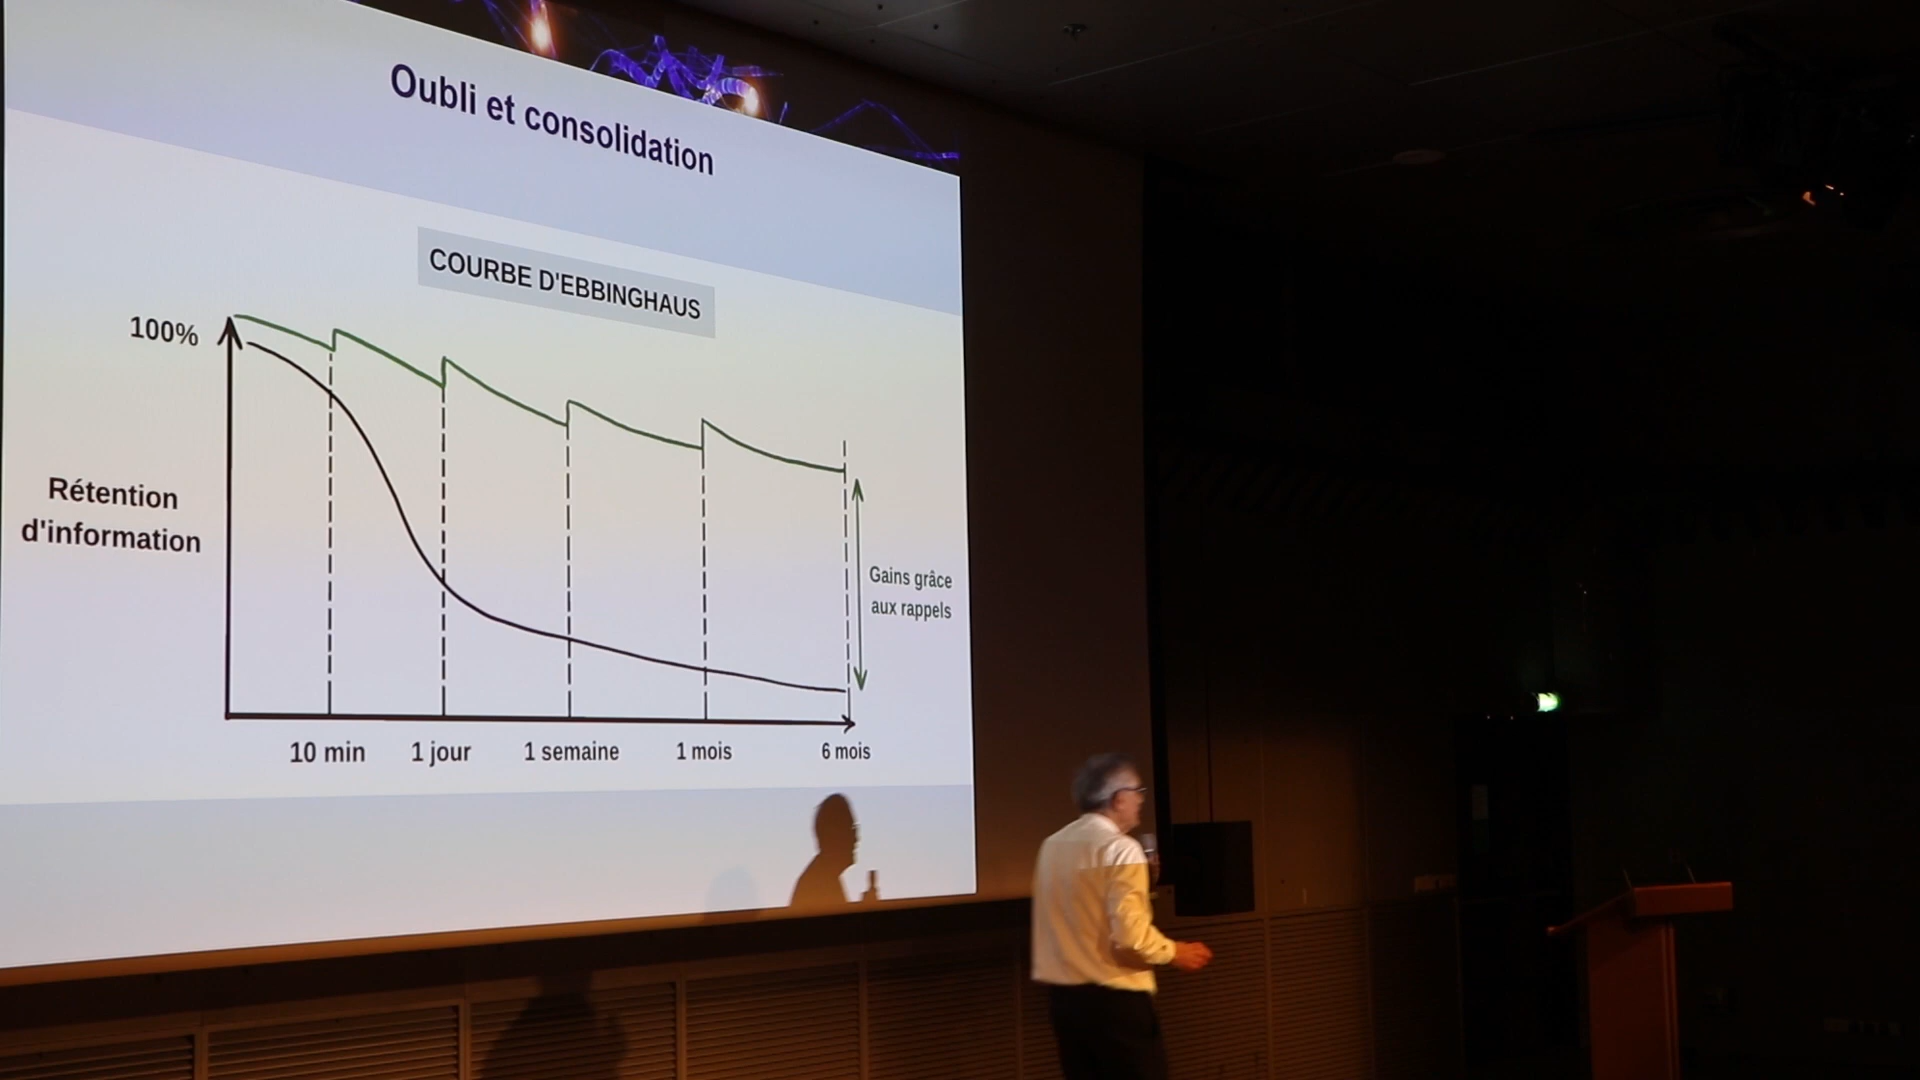 Oubli et consolidation
COURBE D'EBBINGHAUS
100%
Rétention
d'information
Gains grâce
aux rappels
10 min
1 jour
1 semaine
1 mois
6 mois